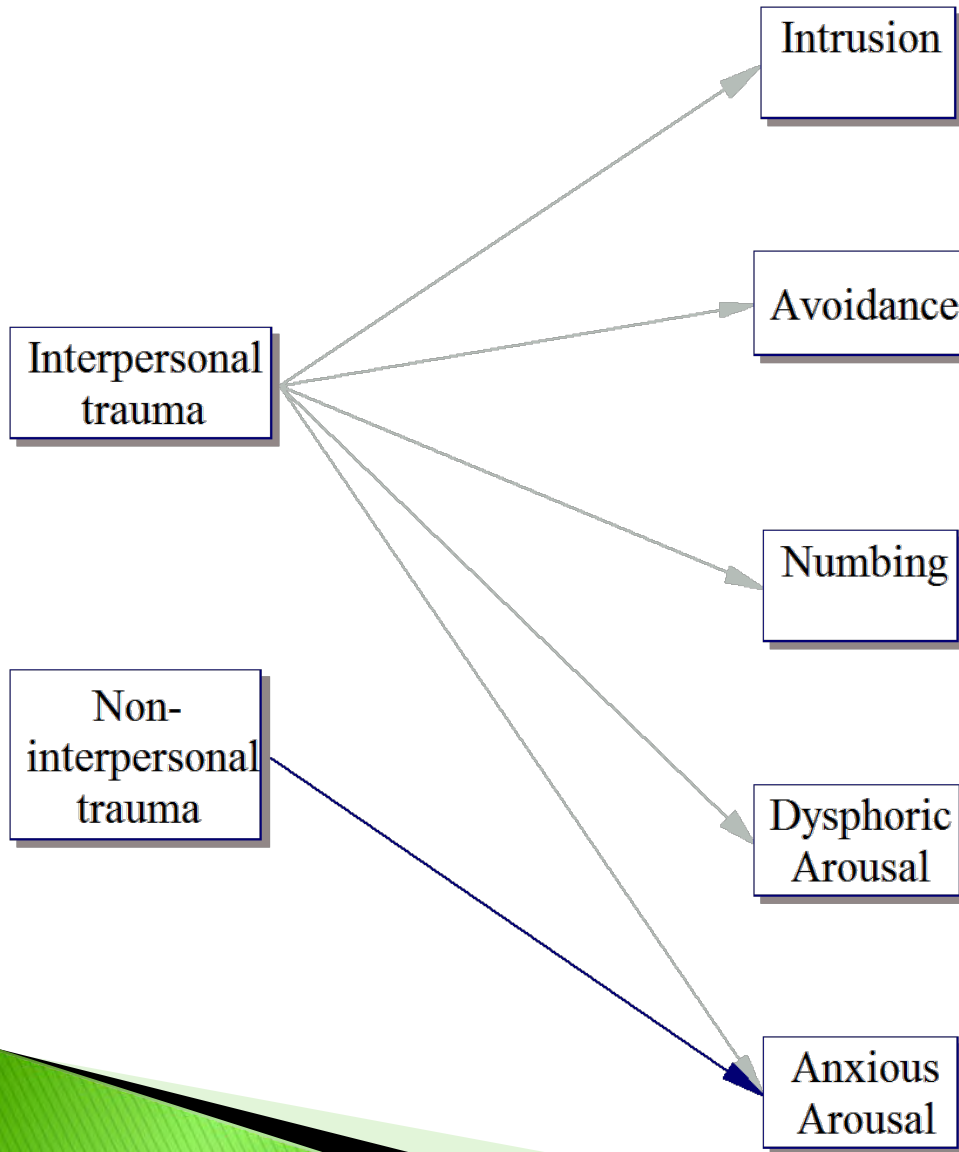 Intrusion
Avoidance
Interpersonal
trauma
Numbing
Non-
interpersonal
trauma
Dysphoric
Arousal
Anxious
Arousal